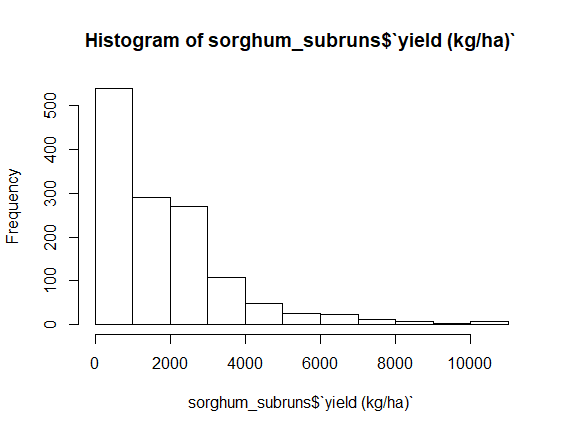 Histogram of sorghum_subruns$`yield (kg/ha)`
Frequency
500
400
300
200
100
0
0 2000 4000 6000 8000 10000
sorghum_subruns$`yield (kg/ha)`